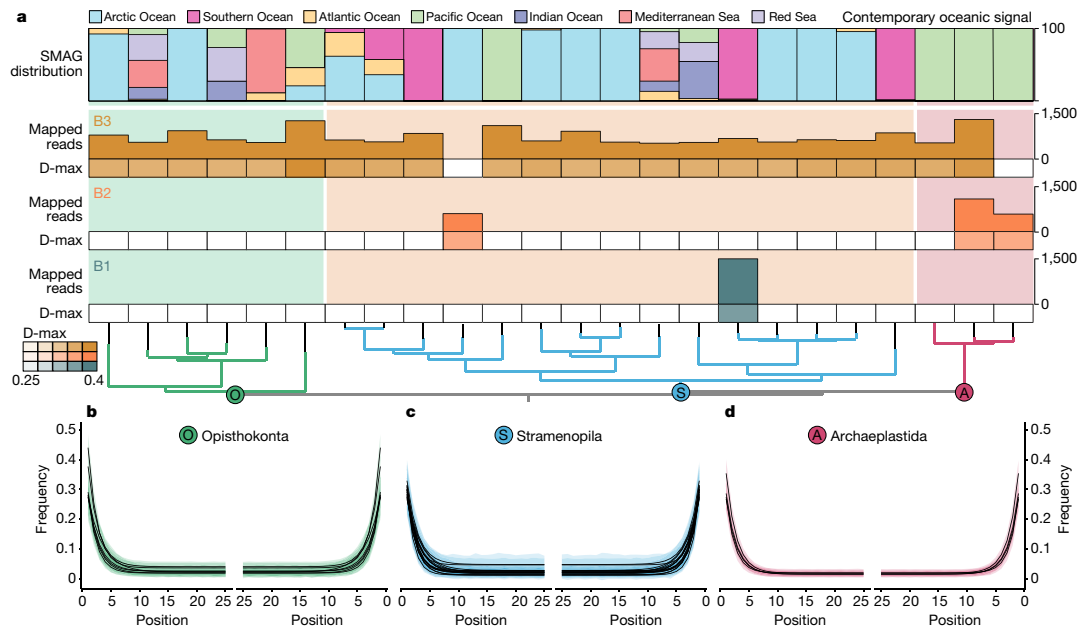 a
Arctic Ocean Southern Ocean Atlantic Ocean Pacific Ocean Indian Ocean Mediterranean Sea Red Sea Contemporary oceanic signal
SMAG
distribution
100
B3
Mapped
reads
1,500
0
D-max
B2
Mapped
reads
1,500
0
D-max
B1
Mapped
reads
1,500
0
D-max
D-max
0.25 0.4
O S A
b c d
O Opisthokonta S Stramenopila A Archaeplastida
Frequency
0.5
0.4
0.3
0.2
0.1
0
0 5 10 15 20 25 25 20 15 10 5 0
Position Position
0 5 10 15 20 25 25 20 15 10 5 0
Position Position
0 5 10 15 20 25 25 20 15 10 5 0
Position Position
0.5
0.4
0.3
0.2
0.1
0
Frequency